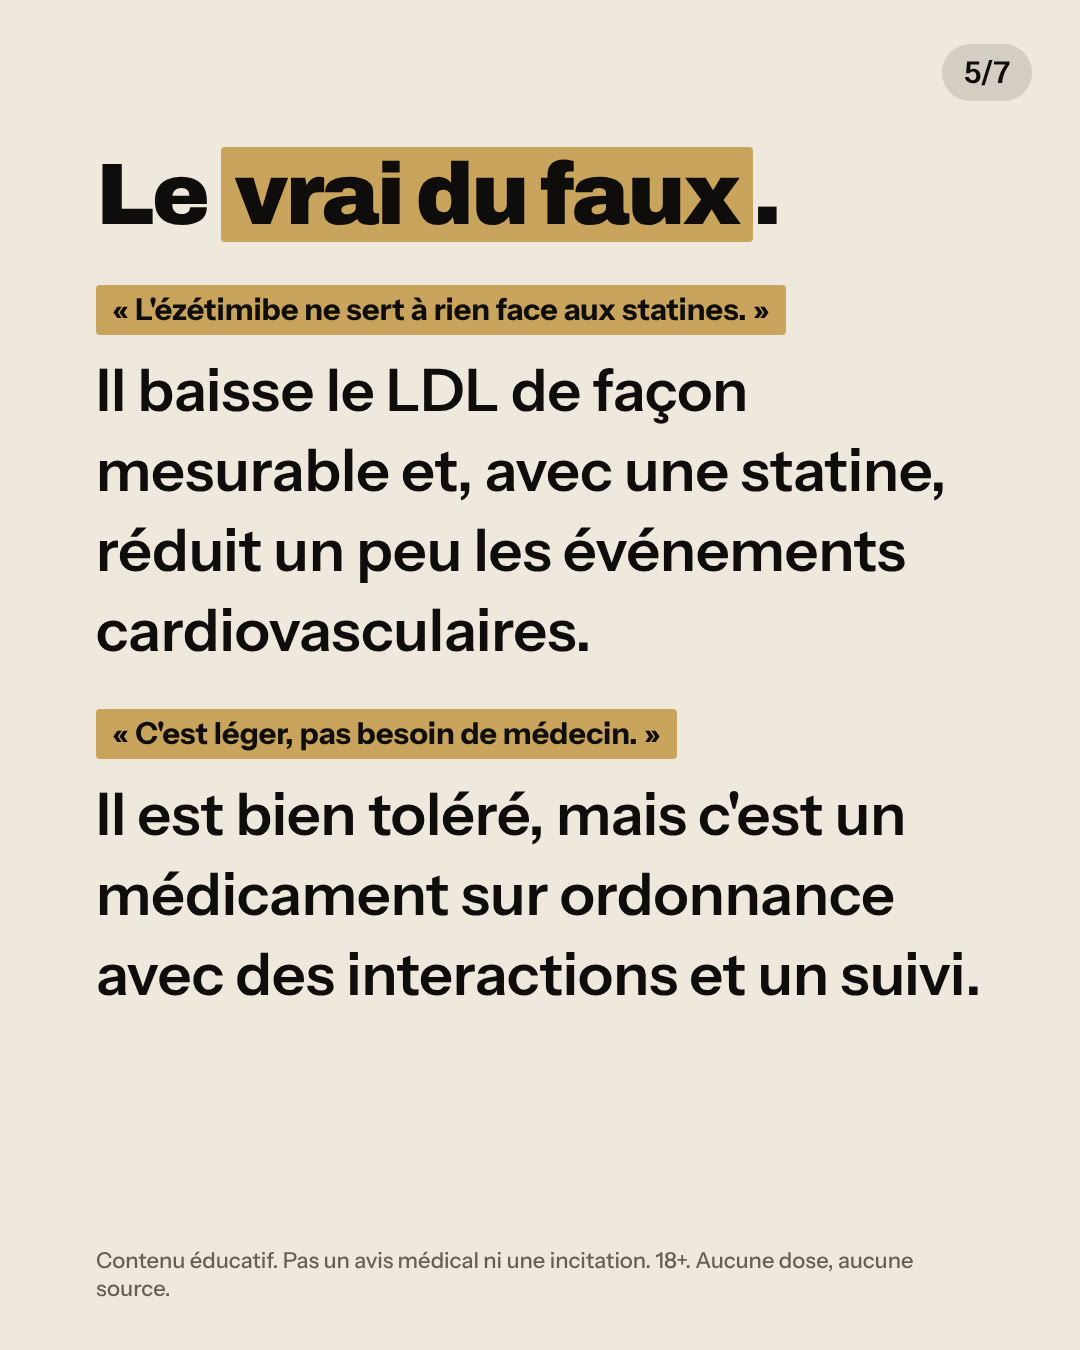 5/7
Le vrai du faux.
« L'ézétimibe ne sert à rien face aux statines. »
Il baisse le LDL de façon
mesurable et, avec une statine,
réduit un peu les événements
cardiovasculaires.
« C'est léger, pas besoin de médecin. »
Il est bien toléré, mais c'est un
médicament sur ordonnance
avec des interactions et un suivi.
Contenu éducatif. Pas un avis médical ni une incitation. 18+. Aucune dose, aucune
source.